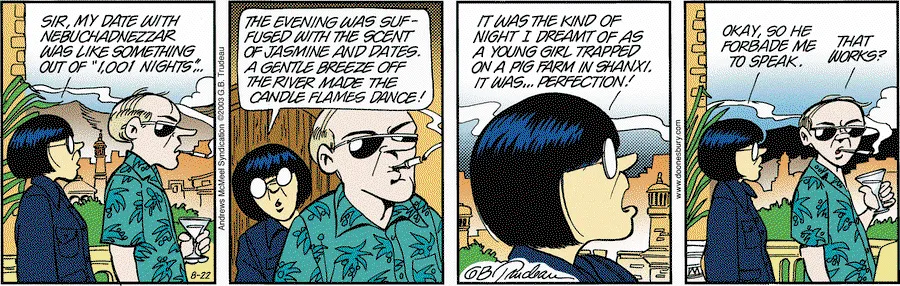 SIR, MY DATE WITH
NEBUCHADNEZZAR
WAS LIKE SOMETHING
OUT OF "1,001 NIGHTS"...
8-22
Andrews McMeel Syndication ©2003 G.B. Trudeau
THE EVENING WAS SUF-
FUSED WITH THE SCENT
OF JASMINE AND DATES.
A GENTLE BREEZE OFF
THE RIVER MADE THE
CANDLE FLAMES DANCE!
IT WAS THE KIND OF
NIGHT I DREAMT OF AS
A YOUNG GIRL TRAPPED
ON A PIG FARM IN SHANXI.
IT WAS... PERFECTION!
GB Trudeau
www.doonesbury.com
OKAY, SO HE
FORBADE ME
TO SPEAK.
THAT
WORKS?